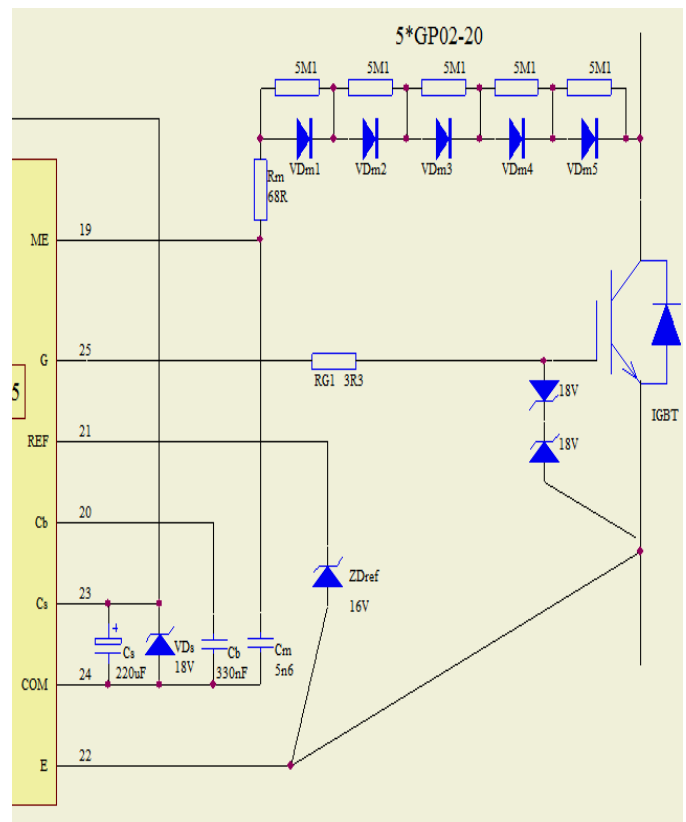 5*GP02-20
5M1 5M1 5M1 5M1 5M1
VDm1 VDm2 VDm3 VDm4 VDm5
Rm
68R
ME 19
G 25
RG1 3R3
5
18V
IGBT
REF 21
18V
Cb 20
ZDref
16V
Cs 23
+
Cs VDs Cb Cm
220uF 18V 330nF 5n6
COM 24
E 22